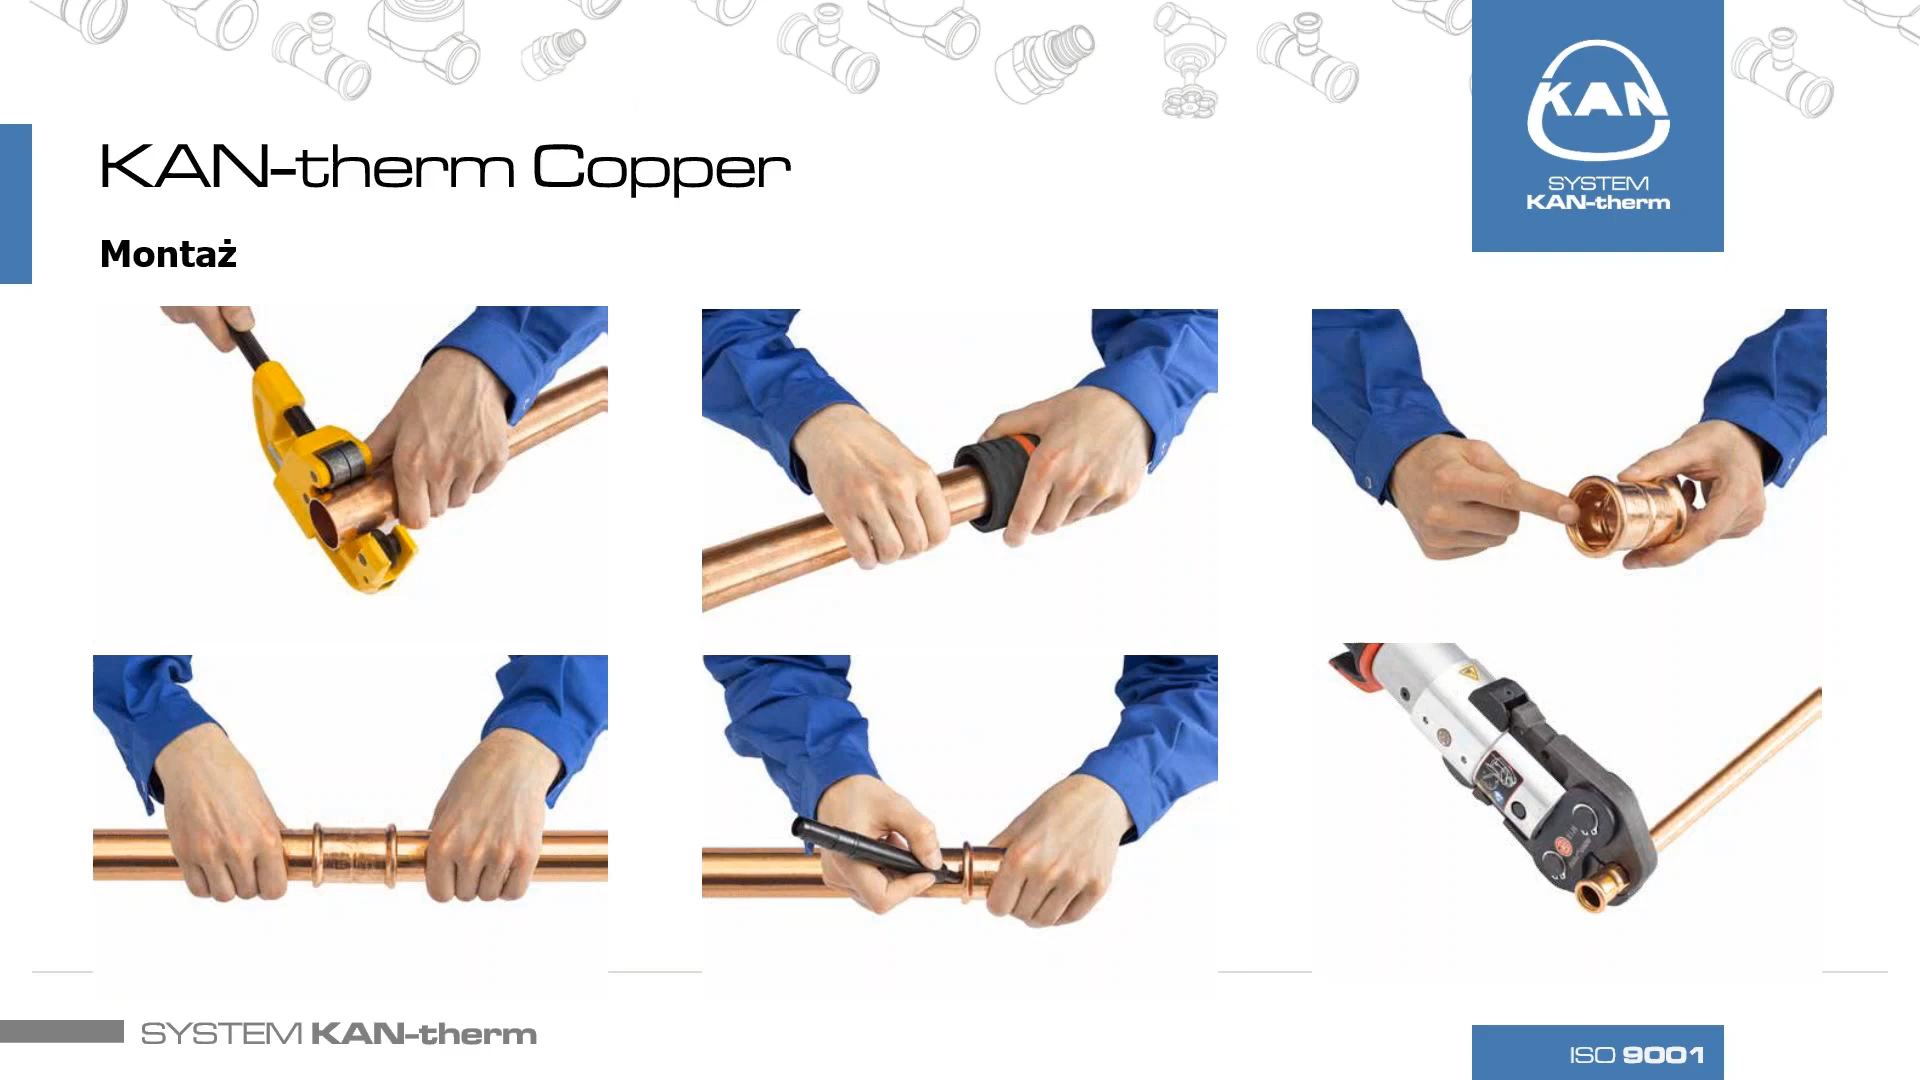 KAN-therm Copper
KAN
SYSTEM
KAN-therm
Montaż
SYSTEM KAN-therm
ISO 9001